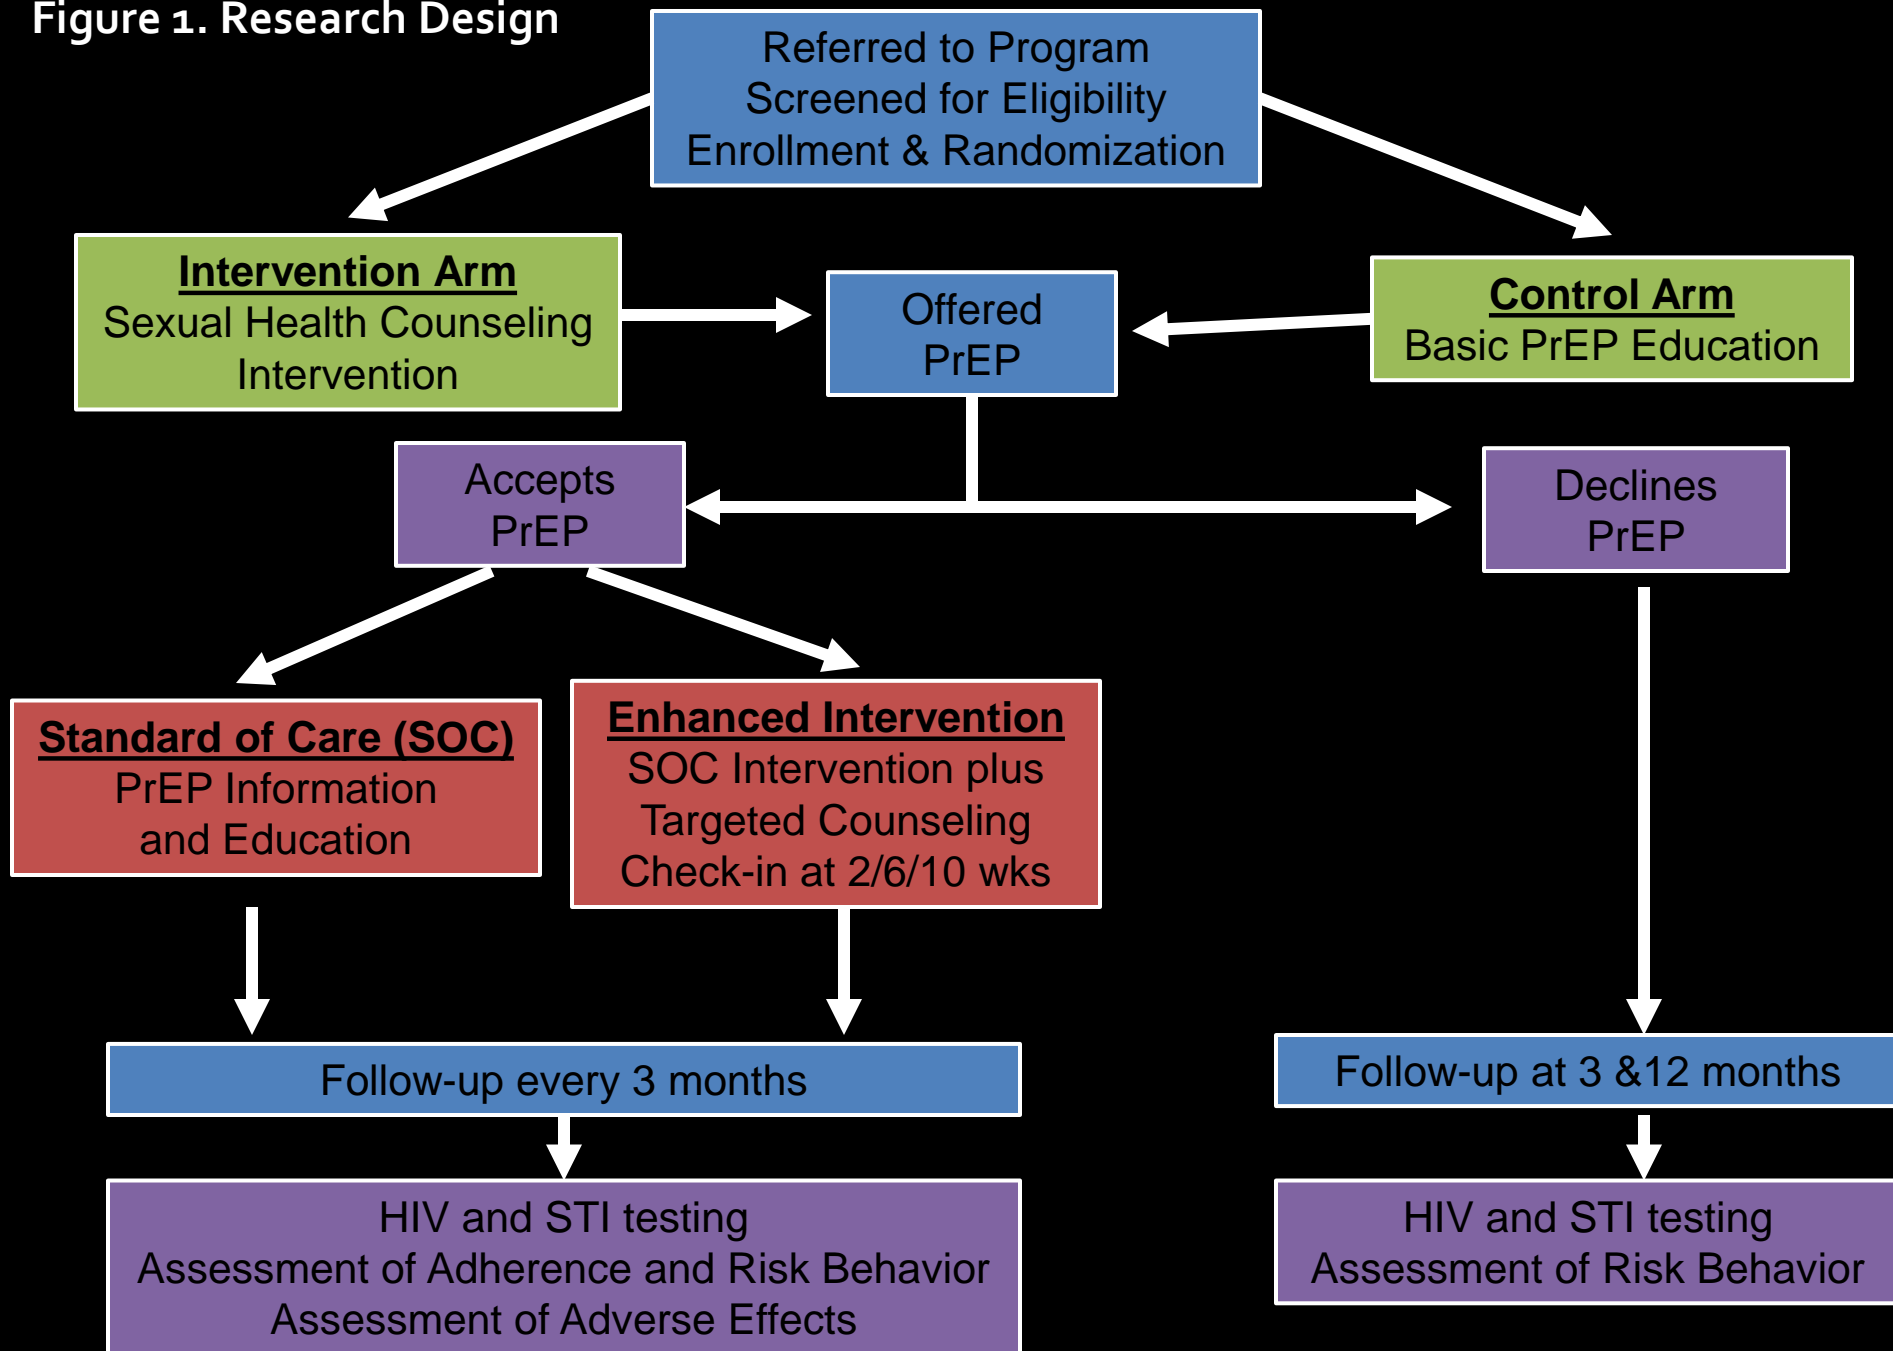 Figure 1. Research Design
Referred to Program
Screened for Eligibility
Enrollment & Randomization
Intervention Arm
Sexual Health Counseling
Intervention
Offered
PrEP
Control Arm
Basic PrEP Education
Accepts
PrEP
Declines
PrEP
Standard of Care (SOC)
PrEP Information
and Education
Enhanced Intervention
SOC Intervention plus
Targeted Counseling
Check-in at 2/6/10 wks
Follow-up every 3 months
Follow-up at 3 &12 months
HIV and STI testing
Assessment of Adherence and Risk Behavior
Assessment of Adverse Effects
HIV and STI testing
Assessment of Risk Behavior